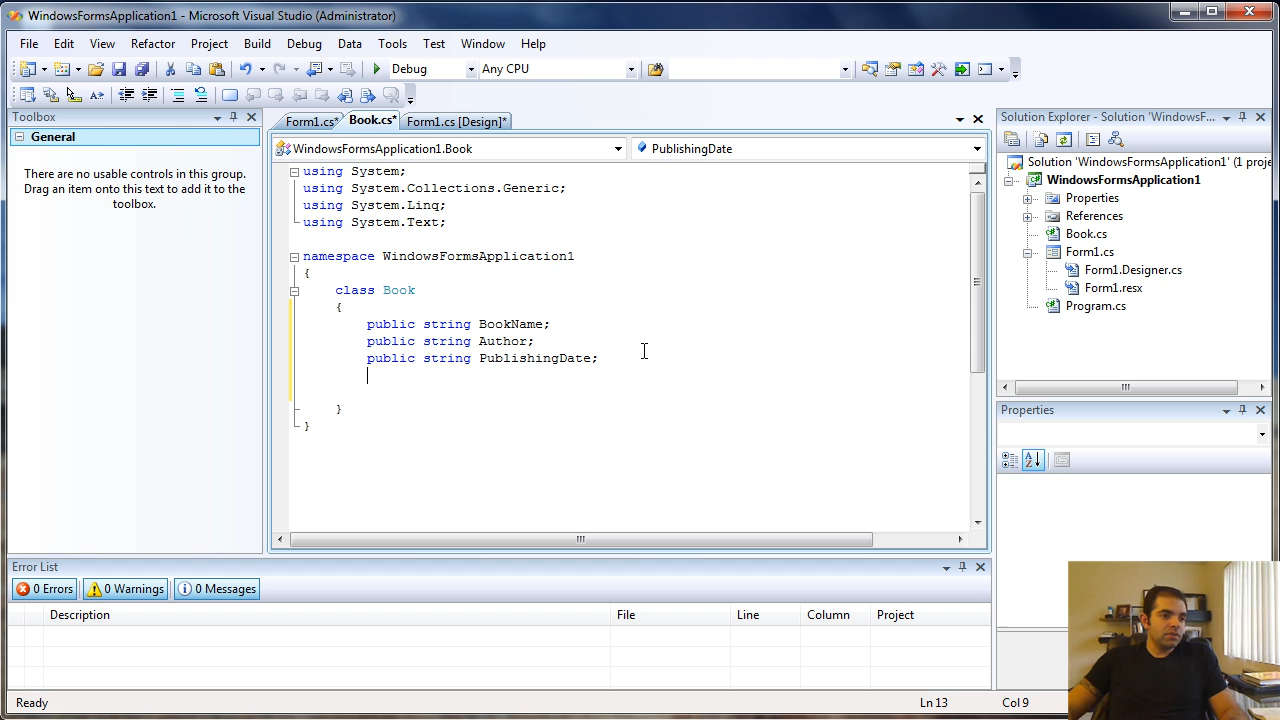 WindowsFormsApplication1 - Microsoft Visual Studio (Administrator)
File Edit View Refactor Project Build Debug Data Tools Test Window Help
Debug Any CPU
Toolbox
General
There are no usable controls in this group.
Drag an item onto this text to add it to the
toolbox.
Form1.cs* Book.cs* Form1.cs [Design]*
WindowsFormsApplication1.Book PublishingDate
using System;
using System.Collections.Generic;
using System.Linq;
using System.Text;
namespace WindowsFormsApplication1
{
class Book
{
public string BookName;
public string Author;
public string PublishingDate;
}
}
Solution Explorer - Solution 'WindowsF...
Solution 'WindowsFormsApplication1' (1 proje
WindowsFormsApplication1
Properties
References
Book.cs
Form1.cs
Form1.Designer.cs
Form1.resx
Program.cs
Properties
Error List
0 Errors 0 Warnings 0 Messages
Description File Line Column Project
Ready Ln 13 Col 9